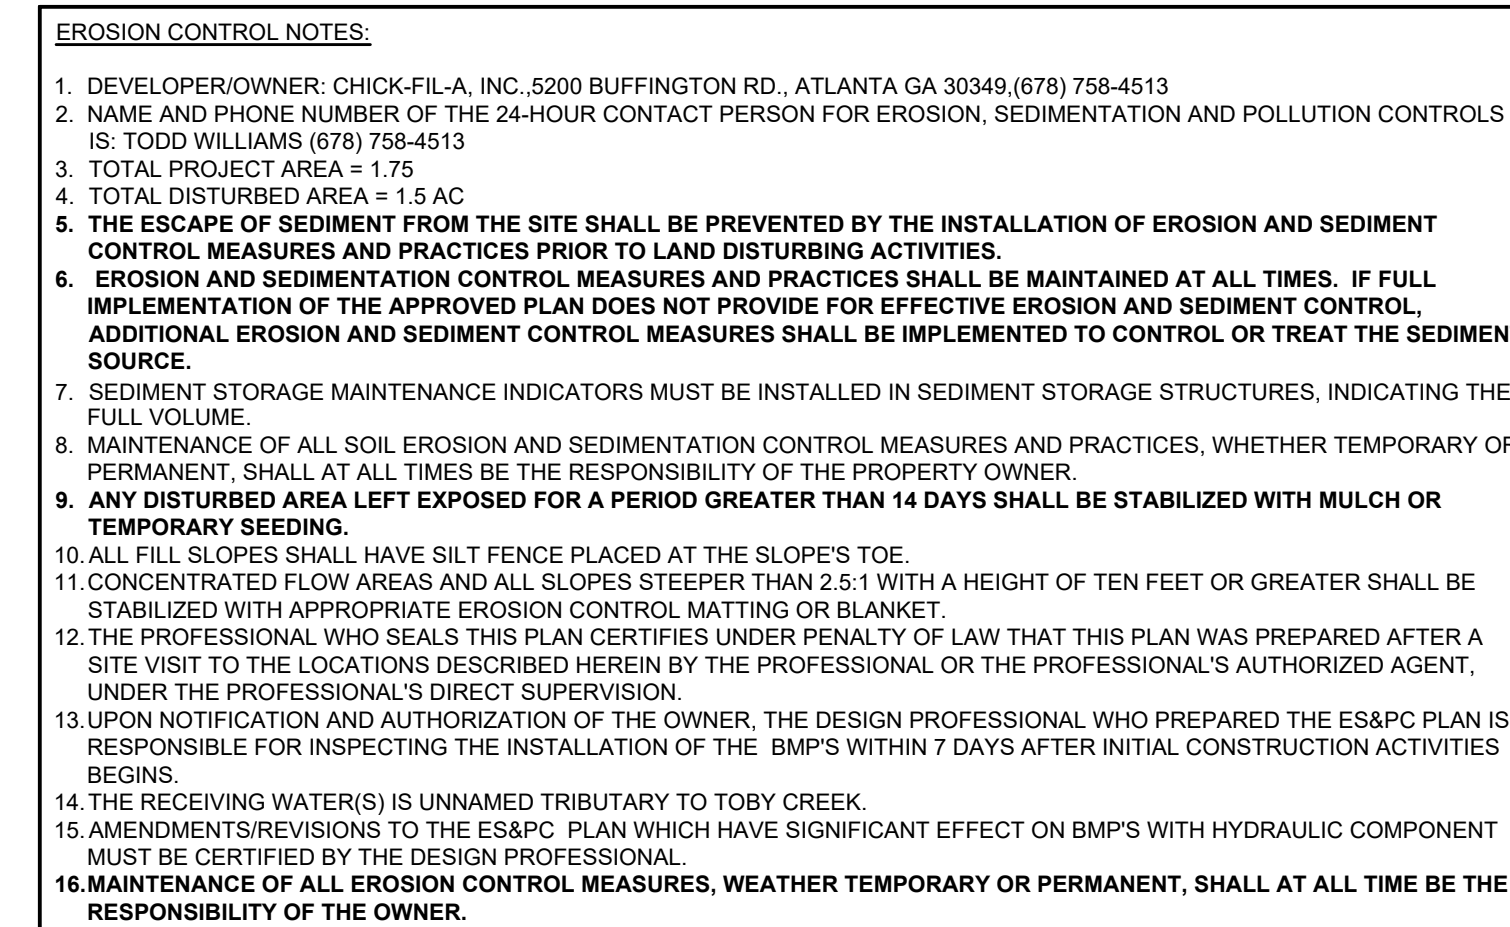 EROSION CONTROL NOTES:
1. DEVELOPER/OWNER: CHICK-FIL-A, INC.,5200 BUFFINGTON RD., ATLANTA GA 30349,(678) 758-4513
2. NAME AND PHONE NUMBER OF THE 24-HOUR CONTACT PERSON FOR EROSION, SEDIMENTATION AND POLLUTION CONTROLS
IS: TODD WILLIAMS (678) 758-4513
3. TOTAL PROJECT AREA = 1.75
4. TOTAL DISTURBED AREA = 1.5 AC
5. THE ESCAPE OF SEDIMENT FROM THE SITE SHALL BE PREVENTED BY THE INSTALLATION OF EROSION AND SEDIMENT
CONTROL MEASURES AND PRACTICES PRIOR TO LAND DISTURBING ACTIVITIES.
6. EROSION AND SEDIMENTATION CONTROL MEASURES AND PRACTICES SHALL BE MAINTAINED AT ALL TIMES. IF FULL
IMPLEMENTATION OF THE APPROVED PLAN DOES NOT PROVIDE FOR EFFECTIVE EROSION AND SEDIMENT CONTROL,
ADDITIONAL EROSION AND SEDIMENT CONTROL MEASURES SHALL BE IMPLEMENTED TO CONTROL OR TREAT THE SEDIMEN
SOURCE.
7. SEDIMENT STORAGE MAINTENANCE INDICATORS MUST BE INSTALLED IN SEDIMENT STORAGE STRUCTURES, INDICATING THE
FULL VOLUME.
8. MAINTENANCE OF ALL SOIL EROSION AND SEDIMENTATION CONTROL MEASURES AND PRACTICES, WHETHER TEMPORARY OR
PERMANENT, SHALL AT ALL TIMES BE THE RESPONSIBILITY OF THE PROPERTY OWNER.
9. ANY DISTURBED AREA LEFT EXPOSED FOR A PERIOD GREATER THAN 14 DAYS SHALL BE STABILIZED WITH MULCH OR
TEMPORARY SEEDING.
10. ALL FILL SLOPES SHALL HAVE SILT FENCE PLACED AT THE SLOPE'S TOE.
11. CONCENTRATED FLOW AREAS AND ALL SLOPES STEEPER THAN 2.5:1 WITH A HEIGHT OF TEN FEET OR GREATER SHALL BE
STABILIZED WITH APPROPRIATE EROSION CONTROL MATTING OR BLANKET.
12. THE PROFESSIONAL WHO SEALS THIS PLAN CERTIFIES UNDER PENALTY OF LAW THAT THIS PLAN WAS PREPARED AFTER A
SITE VISIT TO THE LOCATIONS DESCRIBED HEREIN BY THE PROFESSIONAL OR THE PROFESSIONAL'S AUTHORIZED AGENT,
UNDER THE PROFESSIONAL'S DIRECT SUPERVISION.
13. UPON NOTIFICATION AND AUTHORIZATION OF THE OWNER, THE DESIGN PROFESSIONAL WHO PREPARED THE ES&PC PLAN IS
RESPONSIBLE FOR INSPECTING THE INSTALLATION OF THE BMP'S WITHIN 7 DAYS AFTER INITIAL CONSTRUCTION ACTIVITIES
BEGINS.
14. THE RECEIVING WATER(S) IS UNNAMED TRIBUTARY TO TOBY CREEK.
15. AMENDMENTS/REVISIONS TO THE ES&PC PLAN WHICH HAVE SIGNIFICANT EFFECT ON BMP'S WITH HYDRAULIC COMPONENT
MUST BE CERTIFIED BY THE DESIGN PROFESSIONAL.
16. MAINTENANCE OF ALL EROSION CONTROL MEASURES, WEATHER TEMPORARY OR PERMANENT, SHALL AT ALL TIME BE THE
RESPONSIBILITY OF THE OWNER.